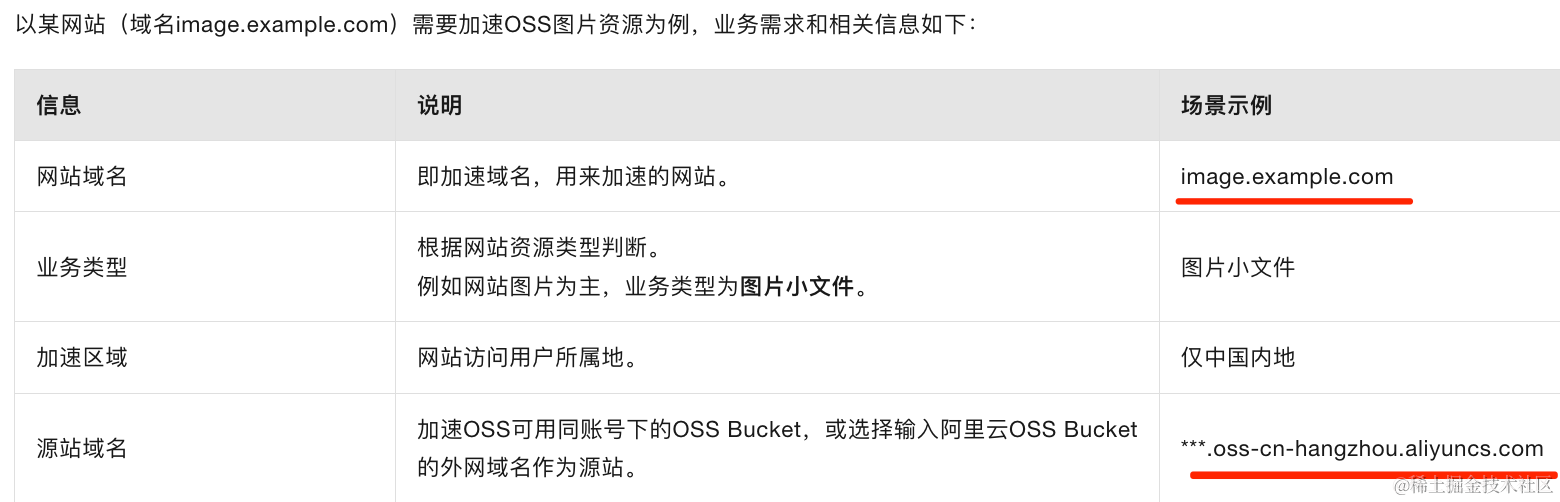 以某网站（域名image.example.com）需要加速OSS图片资源为例，业务需求和相关信息如下：
信息 说明 场景示例
网站域名 即加速域名，用来加速的网站。 image.example.com
业务类型 根据网站资源类型判断。
例如网站图片为主，业务类型为图片小文件。 图片小文件
加速区域 网站访问用户所属地。 仅中国内地
源站域名 加速OSS可用同账号下的OSS Bucket，或选择输入阿里云OSS Bucket
的外网域名作为源站。 ***.oss-cn-hangzhou.aliyuncs.com
@稀土掘金技术社区